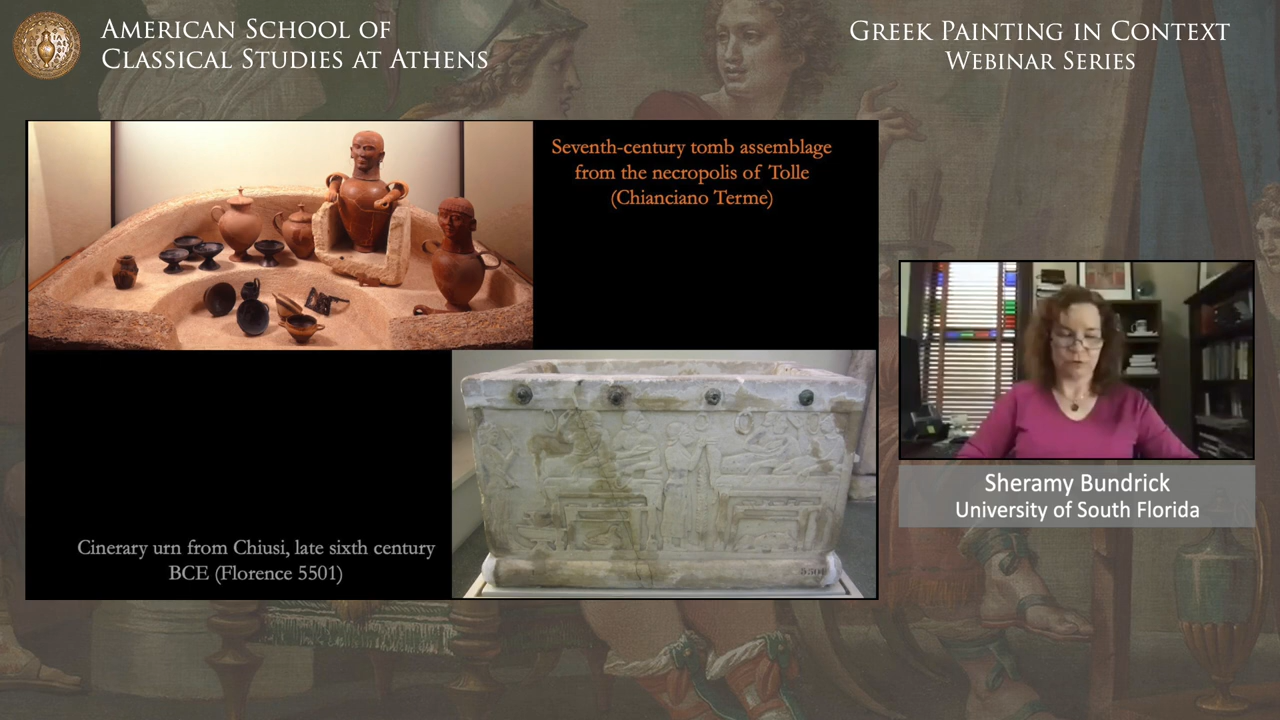 AMERICAN SCHOOL OF
CLASSICAL STUDIES AT ATHENS
GREEK PAINTING IN CONTEXT
WEBINAR SERIES
Seventh-century tomb assemblage
from the necropolis of Tolle
(Chianciano Terme)
Cinerary urn from Chiusi, late sixth century
BCE (Florence 5501)
Sheramy Bundrick
University of South Florida